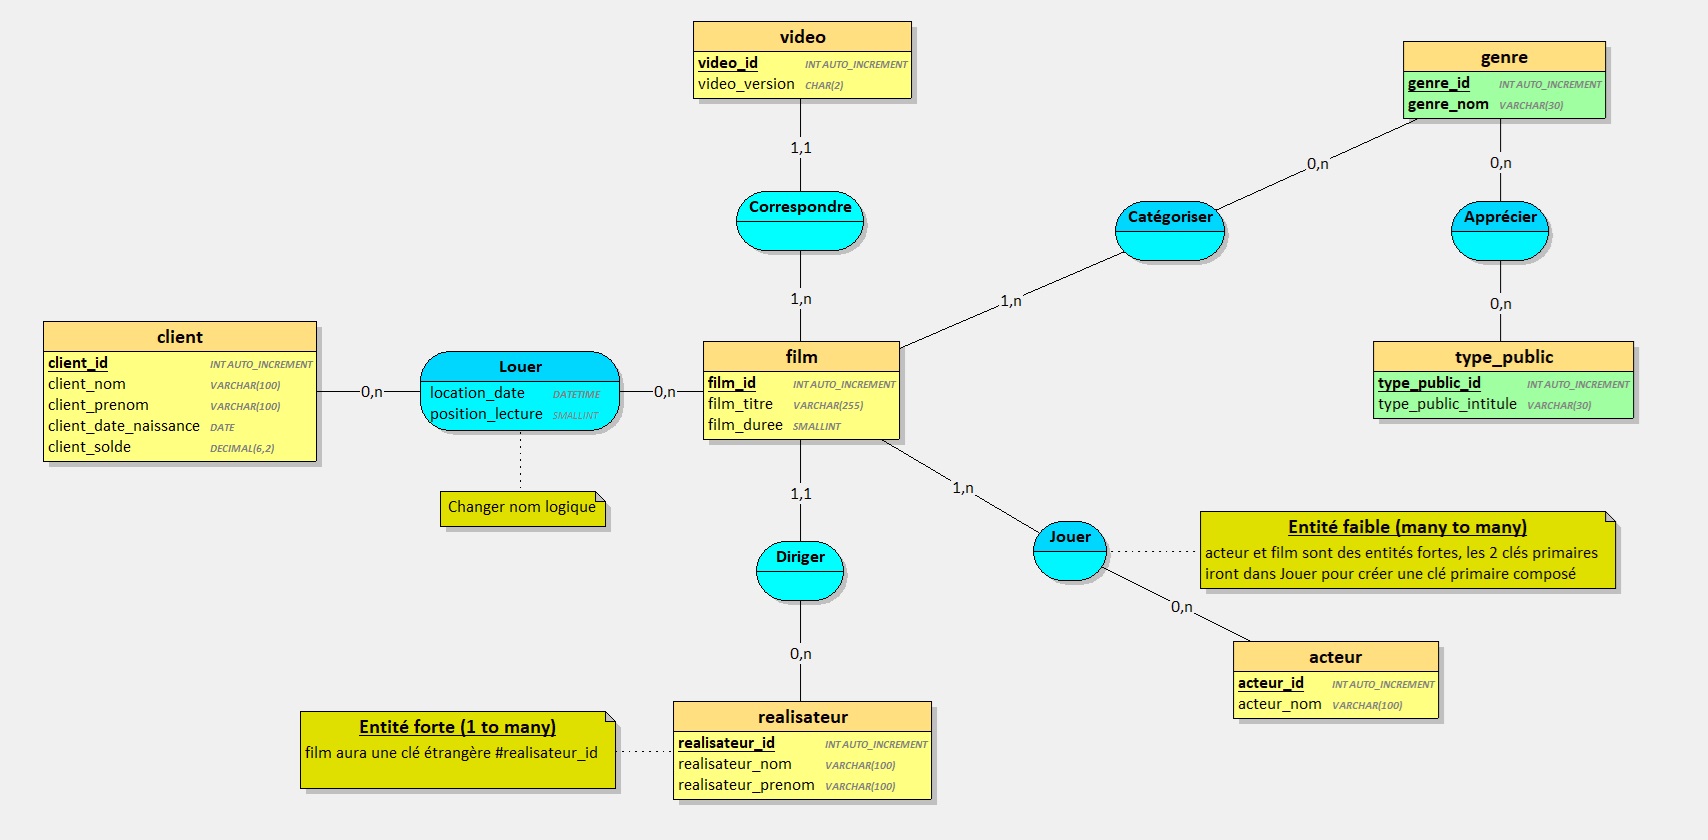 video
video_id INT AUTO_INCREMENT
video_version CHAR(2)
1,1
Correspondre
1,n
genre
genre_id INT AUTO_INCREMENT
genre_nom VARCHAR(30)
0,n
0,n
Catégoriser
Apprécier
1,n
0,n
client
client_id INT AUTO_INCREMENT
client_nom VARCHAR(100)
client_prenom VARCHAR(100)
client_date_naissance DATE
client_solde DECIMAL(6,2)
0,n
Louer
location_date DATETIME
position_lecture SMALLINT
0,n
Changer nom logique
film
film_id INT AUTO_INCREMENT
film_titre VARCHAR(255)
film_duree SMALLINT
type_public
type_public_id INT AUTO_INCREMENT
type_public_intitule VARCHAR(30)
1,1
1,n
Diriger
Jouer
Entité faible (many to many)
acteur et film sont des entités fortes, les 2 clés primaires
iront dans Jouer pour créer une clé primaire composé
0,n
0,n
acteur
acteur_id INT AUTO_INCREMENT
acteur_nom VARCHAR(100)
Entité forte (1 to many)
film aura une clé étrangère #realisateur_id
realisateur
realisateur_id INT AUTO_INCREMENT
realisateur_nom VARCHAR(100)
realisateur_prenom VARCHAR(100)